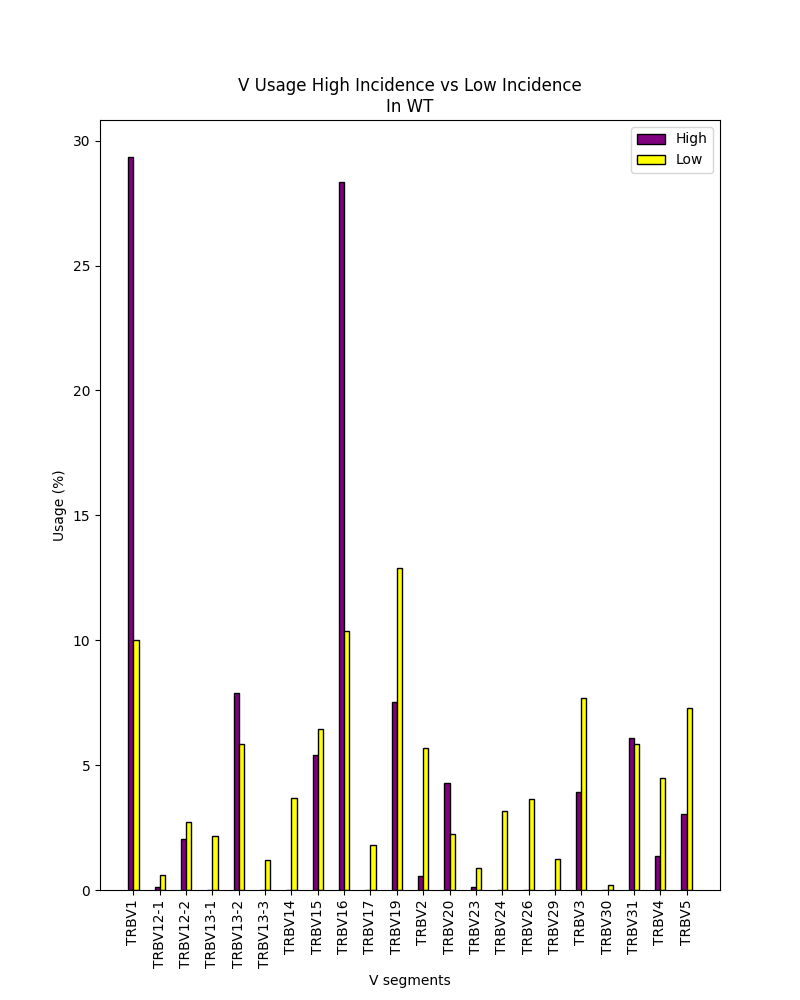 V Usage High Incidence vs Low Incidence
In WT
High
Low
30
25
20
15
10
5
0
Usage (%)
TRBV1
TRBV12-1
TRBV12-2
TRBV13-1
TRBV13-2
TRBV13-3
TRBV14
TRBV15
TRBV16
TRBV17
TRBV19
TRBV2
TRBV20
TRBV23
TRBV24
TRBV26
TRBV29
TRBV3
TRBV30
TRBV31
TRBV4
TRBV5
V segments